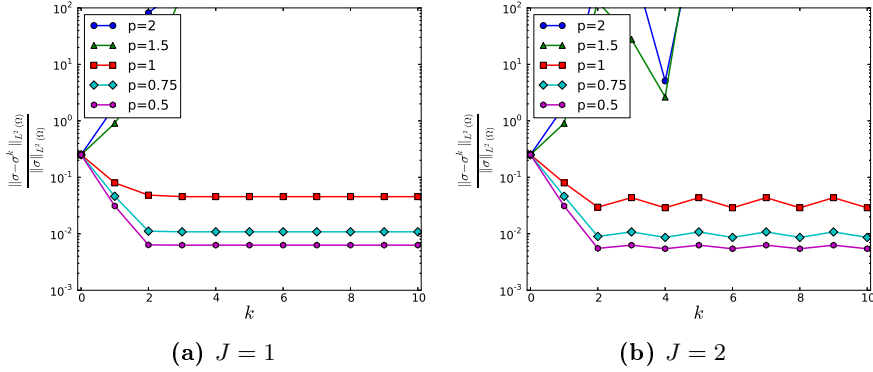 10^2
10^1
10^0
10^-1
10^-2
10^-3
||σ−σ^k||_{L^2(Ω)}
||σ||_{L^2(Ω)}
p=2
p=1.5
p=1
p=0.75
p=0.5
0 2 4 6 8 10
k
(a) J = 1
10^2
10^1
10^0
10^-1
10^-2
10^-3
||σ−σ^k||_{L^2(Ω)}
||σ||_{L^2(Ω)}
p=2
p=1.5
p=1
p=0.75
p=0.5
0 2 4 6 8 10
k
(b) J = 2